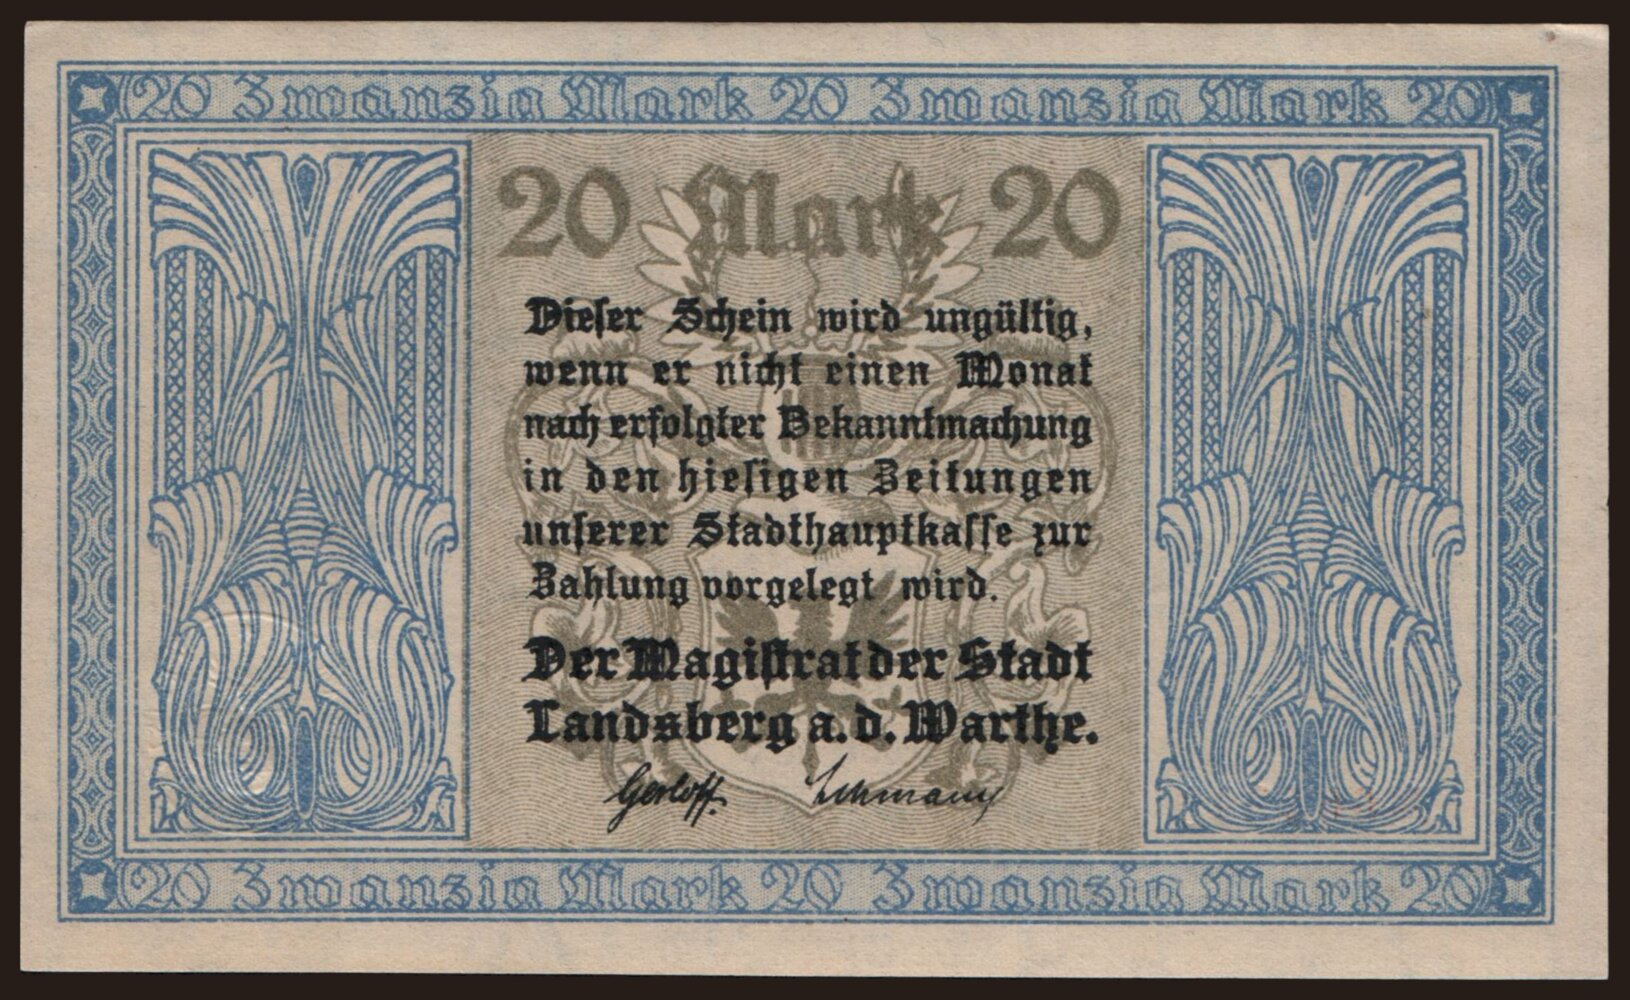 20 Zwanzig Mark 20 Zwanzig Mark 20
20 Mark 20
Dieser Schein wird ungültig,
wenn er nicht einen Monat
nach erfolgter Bekanntmachung
in den hiesigen Zeitungen
unserer Stadthauptkasse zur
Zahlung vorgelegt wird.
Der Magistrat der Stadt
Landsberg a. d. Warthe.
Gerloff. Lehmann
20 Zwanzig Mark 20 Zwanzig Mark 20